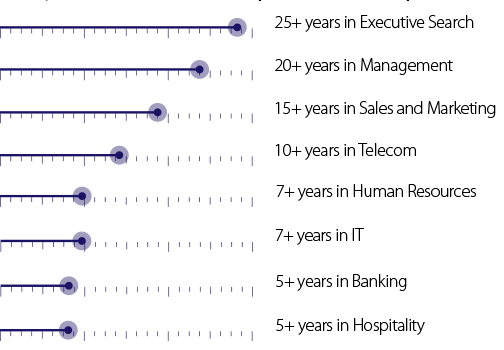 25+ years in Executive Search
20+ years in Management
15+ years in Sales and Marketing
10+ years in Telecom
7+ years in Human Resources
7+ years in IT
5+ years in Banking
5+ years in Hospitality